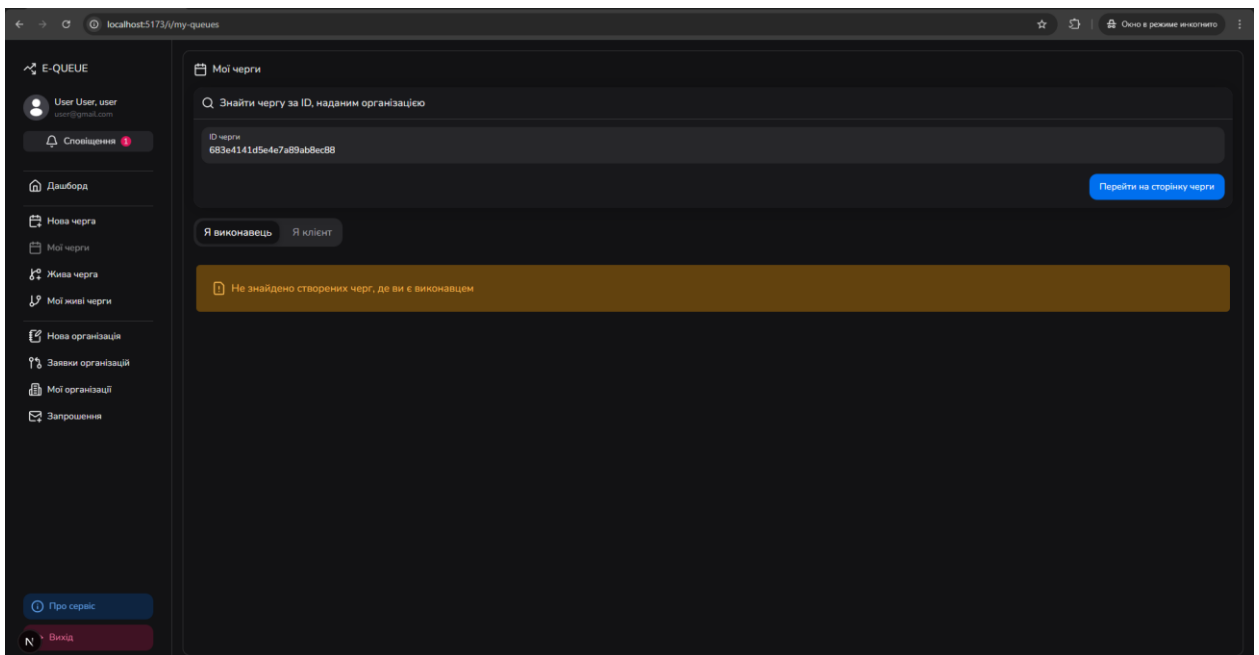 localhost:5173/i/my-queues
Окно в режиме инкогнито
E-QUEUE
User User, user
user@gmail.com
Сповіщення 1
Дашборд
Нова черга
Мої черги
Жива черга
Мої живі черги
Нова організація
Заявки організацій
Мої організації
Запрошення
Про сервіс
N Вихід
Мої черги
Знайти чергу за ID, наданим організацією
ID черги
683e4141d5e4e7a89ab8ec88
Перейти на сторінку черги
Я виконавець Я клієнт
Не знайдено створених черг, де ви є виконавцем